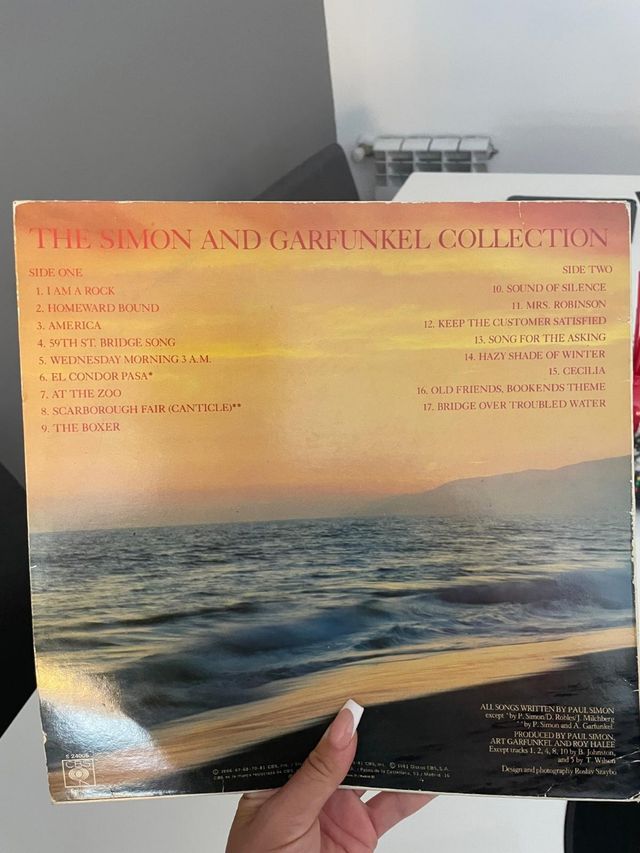 THE SIMON AND GARFUNKEL COLLECTION
SIDE ONE
1. I AM A ROCK
2. HOMEWARD BOUND
3. AMERICA
4. 59TH ST. BRIDGE SONG
5. WEDNESDAY MORNING 3 A.M.
6. EL CONDOR PASA*
7. AT THE ZOO
8. SCARBOROUGH FAIR (CANTICLE)**
9. THE BOXER
SIDE TWO
10. SOUND OF SILENCE
11. MRS. ROBINSON
12. KEEP THE CUSTOMER SATISFIED
13. SONG FOR THE ASKING
14. HAZY SHADE OF WINTER
15. CECILIA
16. OLD FRIENDS, BOOKENDS THEME
17. BRIDGE OVER TROUBLED WATER
ALL SONGS WRITTEN BY PAUL SIMON
except * by P. Simon/D. Robles/J. Milchberg
** by P. Simon and A. Garfunkel.
PRODUCED BY PAUL SIMON,
ART GARFUNKEL AND ROY HALEE
Except tracks 1, 2, 4, 8, 10 by B. Johnston,
and 5 by T. Wilson
Design and photography Roslav Szaybo
CBS
CBS, Inc. © 1981 Discos CBS, S.A.
Madrid